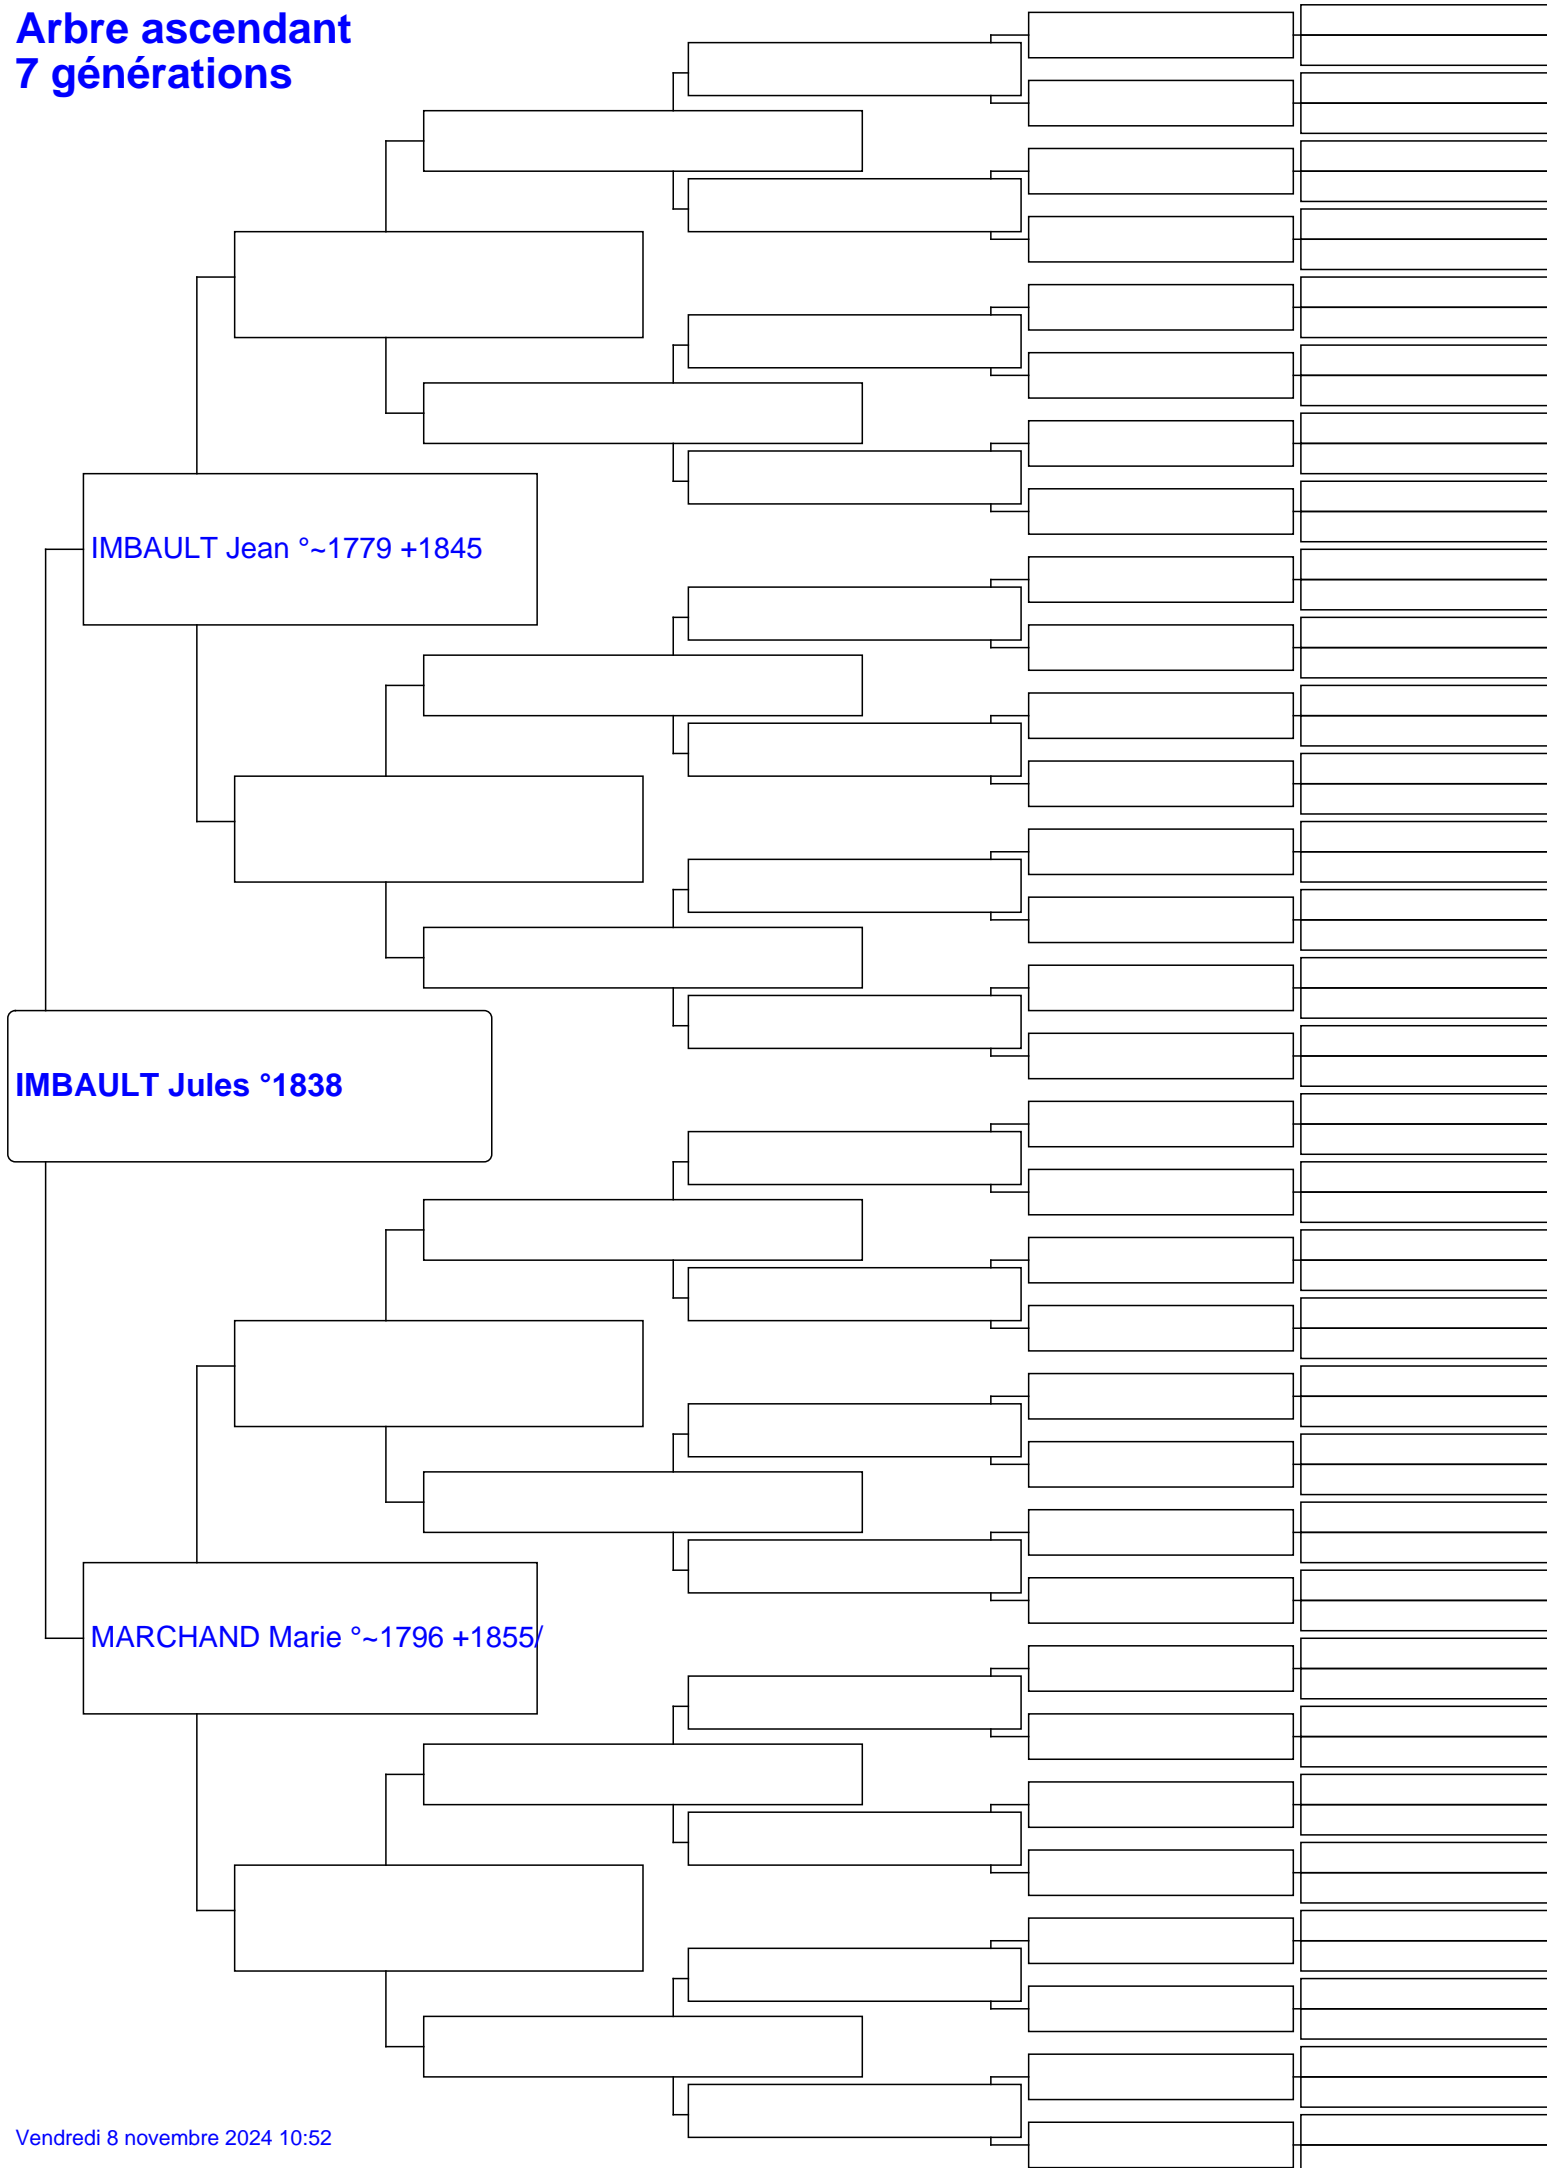 Arbre ascendant
7 générations
IMBAULT Jean °~1779 +1845
IMBAULT Jules °1838
MARCHAND Marie °~1796 +1855/
Vendredi 8 novembre 2024 10:52